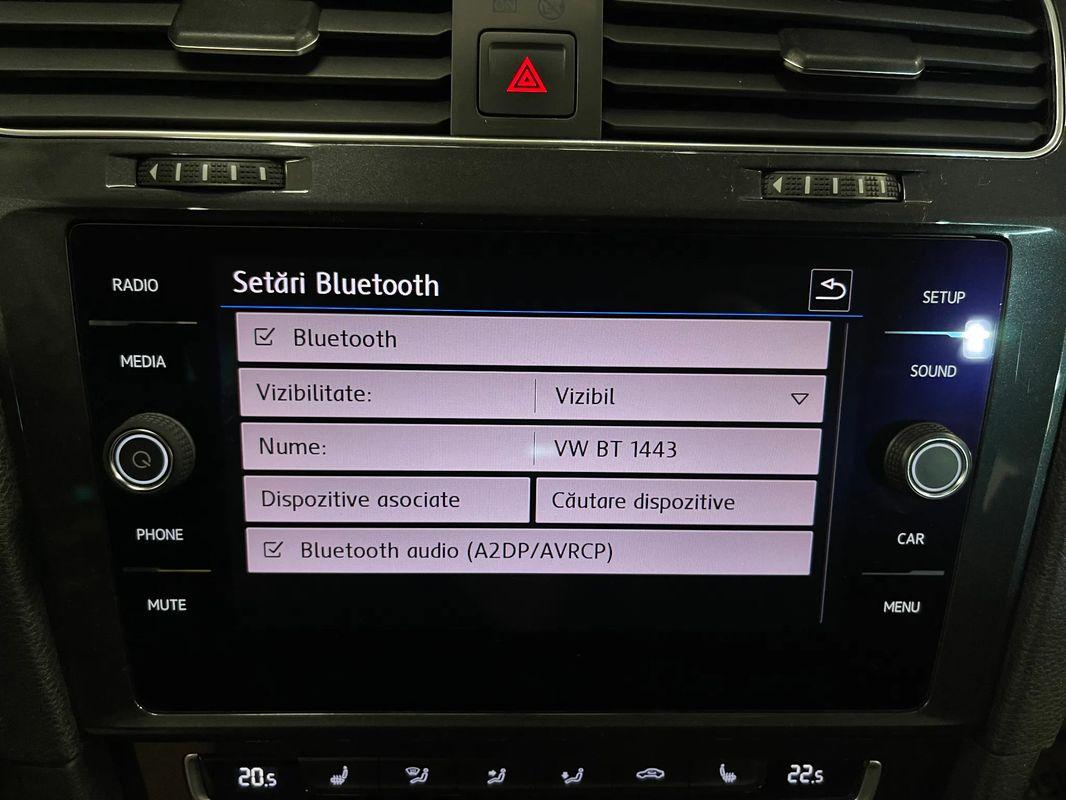 Setări Bluetooth
RADIO
SETUP
Bluetooth
MEDIA
SOUND
Vizibilitate: Vizibil
Nume: VW BT 1443
Dispozitive asociate Căutare dispozitive
PHONE
CAR
Bluetooth audio (A2DP/AVRCP)
MUTE
MENU
20.5 22.5